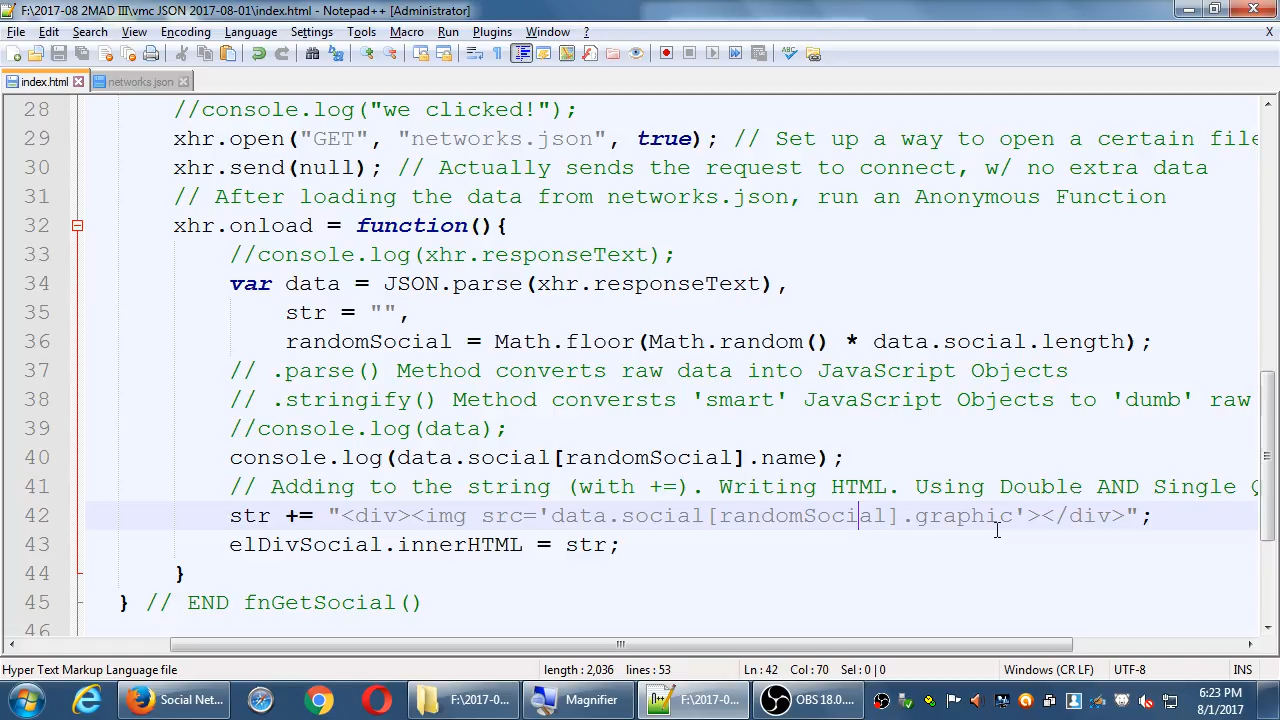 F:\2017-08 2MAD III\vmc JSON 2017-08-01\index.html - Notepad++ [Administrator]
File Edit Search View Encoding Language Settings Tools Macro Run Plugins Window ? X
index.html networks.json
28 //console.log("we clicked!");
29 xhr.open("GET", "networks.json", true); // Set up a way to open a certain file
30 xhr.send(null); // Actually sends the request to connect, w/ no extra data
31 // After loading the data from networks.json, run an Anonymous Function
32 xhr.onload = function(){
33 //console.log(xhr.responseText);
34 var data = JSON.parse(xhr.responseText),
35 str = "",
36 randomSocial = Math.floor(Math.random() * data.social.length);
37 // .parse() Method converts raw data into JavaScript Objects
38 // .stringify() Method conversts 'smart' JavaScript Objects to 'dumb' raw
39 //console.log(data);
40 console.log(data.social[randomSocial].name);
41 // Adding to the string (with +=). Writing HTML. Using Double AND Single Q
42 str += "<div><img src='data.social[randomSocial].graphic'></div>";
43 elDivSocial.innerHTML = str;
44 }
45 } // END fnGetSocial()
46
Hyper Text Markup Language file length : 2,036 lines : 53 Ln : 42 Col : 70 Sel : 0 | 0 Windows (CR LF) UTF-8 INS
Social Net... F:\2017-0... Magnifier F:\2017-0... OBS 18.0.... 6:23 PM
8/1/2017